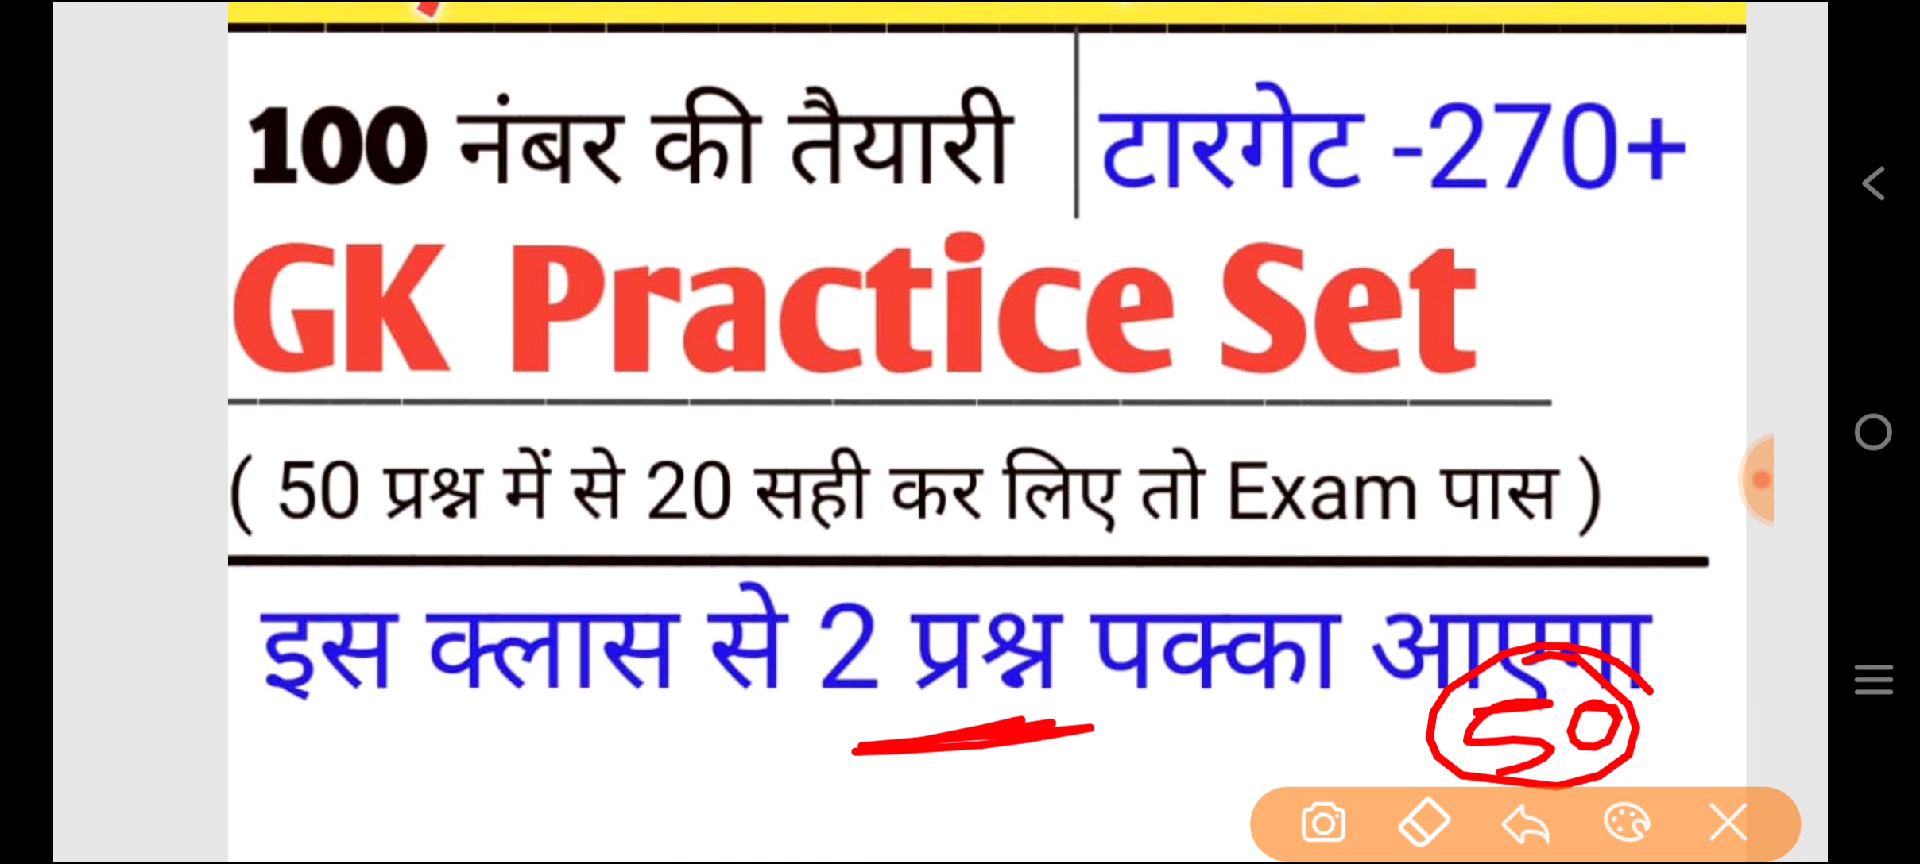 100 नंबर की तैयारी टारगेट -270+
GK Practice Set
( 50 प्रश्न में से 20 सही कर लिए तो Exam पास )
इस क्लास से 2 प्रश्न पक्का आएगा
50